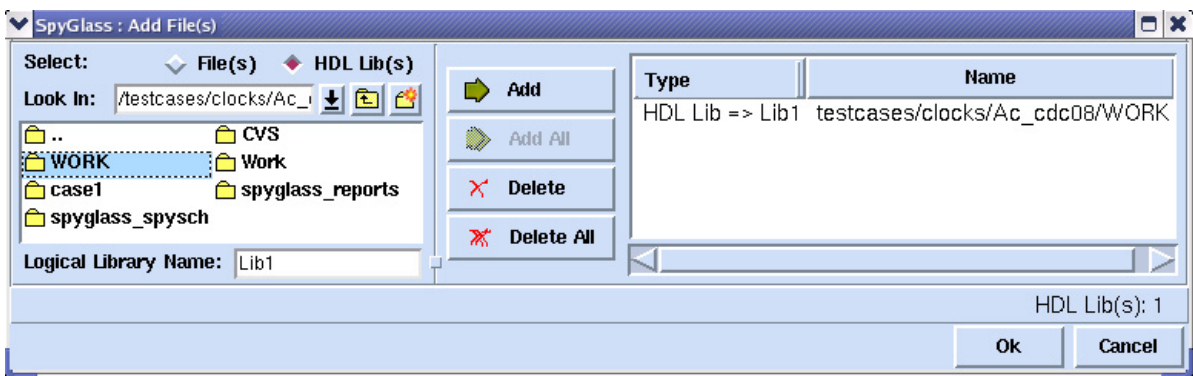 SpyGlass : Add File(s)
Select: File(s) HDL Lib(s)
Look In: /testcases/clocks/Ac_
.. CVS
WORK Work
case1 spyglass_reports
spyglass_spysch
Logical Library Name: Lib1
Add
Add All
Delete
Delete All
Type Name
HDL Lib => Lib1 testcases/clocks/Ac_cdc08/WORK
HDL Lib(s): 1
Ok Cancel